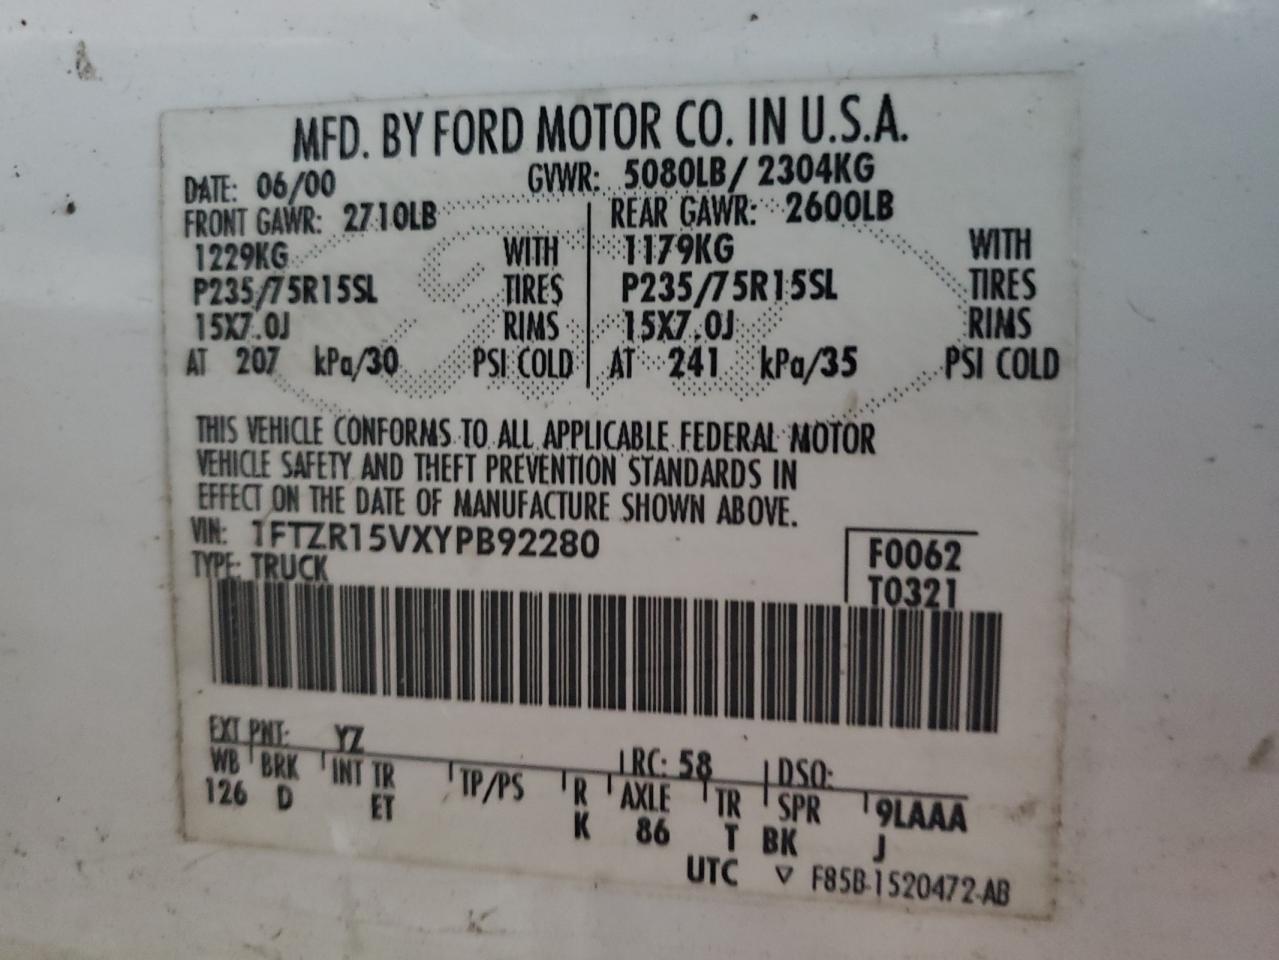 MFD. BY FORD MOTOR CO. IN U.S.A.
DATE: 06/00 GVWR: 5080LB/ 2304KG
FRONT GAWR: 2710LB REAR GAWR: 2600LB
1229KG WITH 1179KG WITH
P235/75R15SL TIRES P235/75R15SL TIRES
15X7.0J RIMS 15X7.0J RIMS
AT 207 kPa/30 PSI COLD AT 241 kPa/35 PSI COLD
THIS VEHICLE CONFORMS TO ALL APPLICABLE FEDERAL MOTOR
VEHICLE SAFETY AND THEFT PREVENTION STANDARDS IN
EFFECT ON THE DATE OF MANUFACTURE SHOWN ABOVE.
VIN: 1FTZR15VXYPB92280 F0062
TYPE: TRUCK T0321
EXT PNT: YZ RC: 58 DSO:
WB BRK INT TR TP/PS R AXLE TR SPR 9LAAA
126 D ET K 86 T BK J
UTC ▽ F85B-1520472-AB